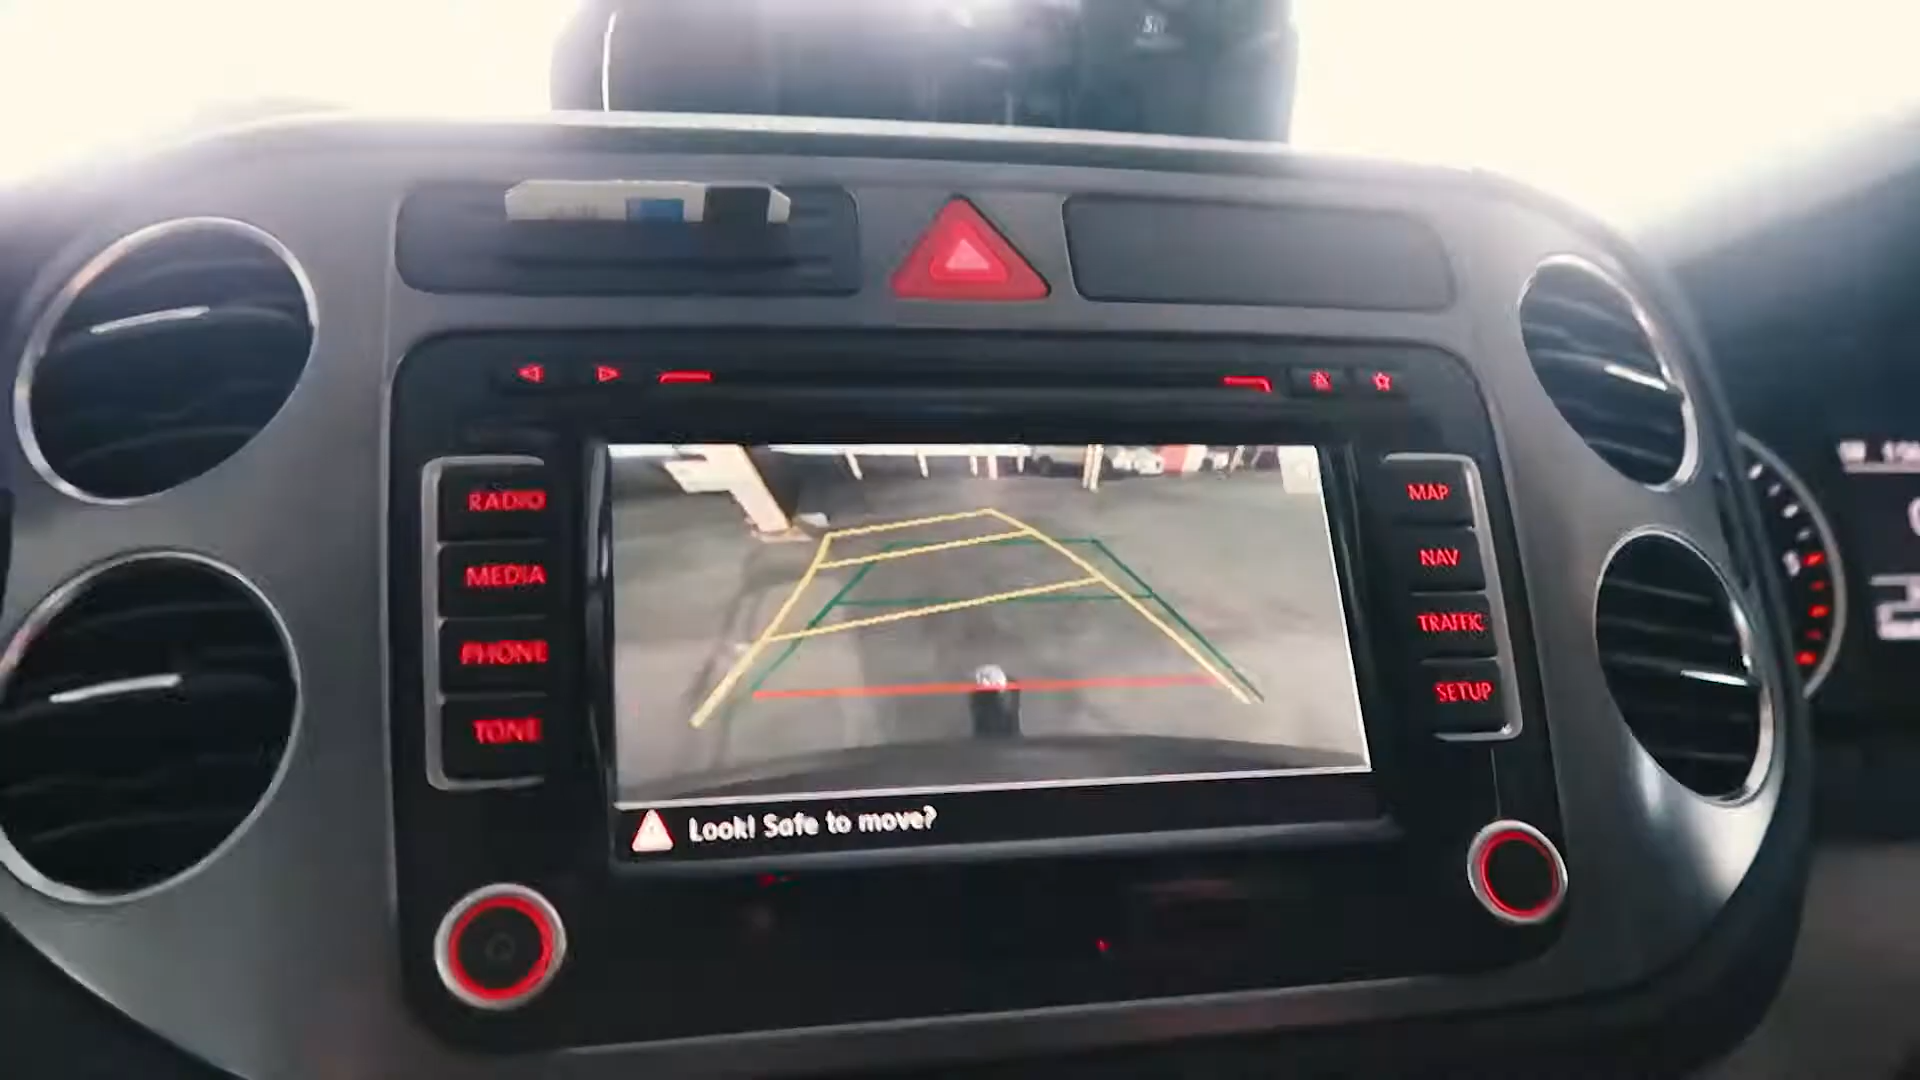 RADIO
MEDIA
PHONE
TONE
MAP
NAV
TRAFFIC
SETUP
Look! Safe to move?